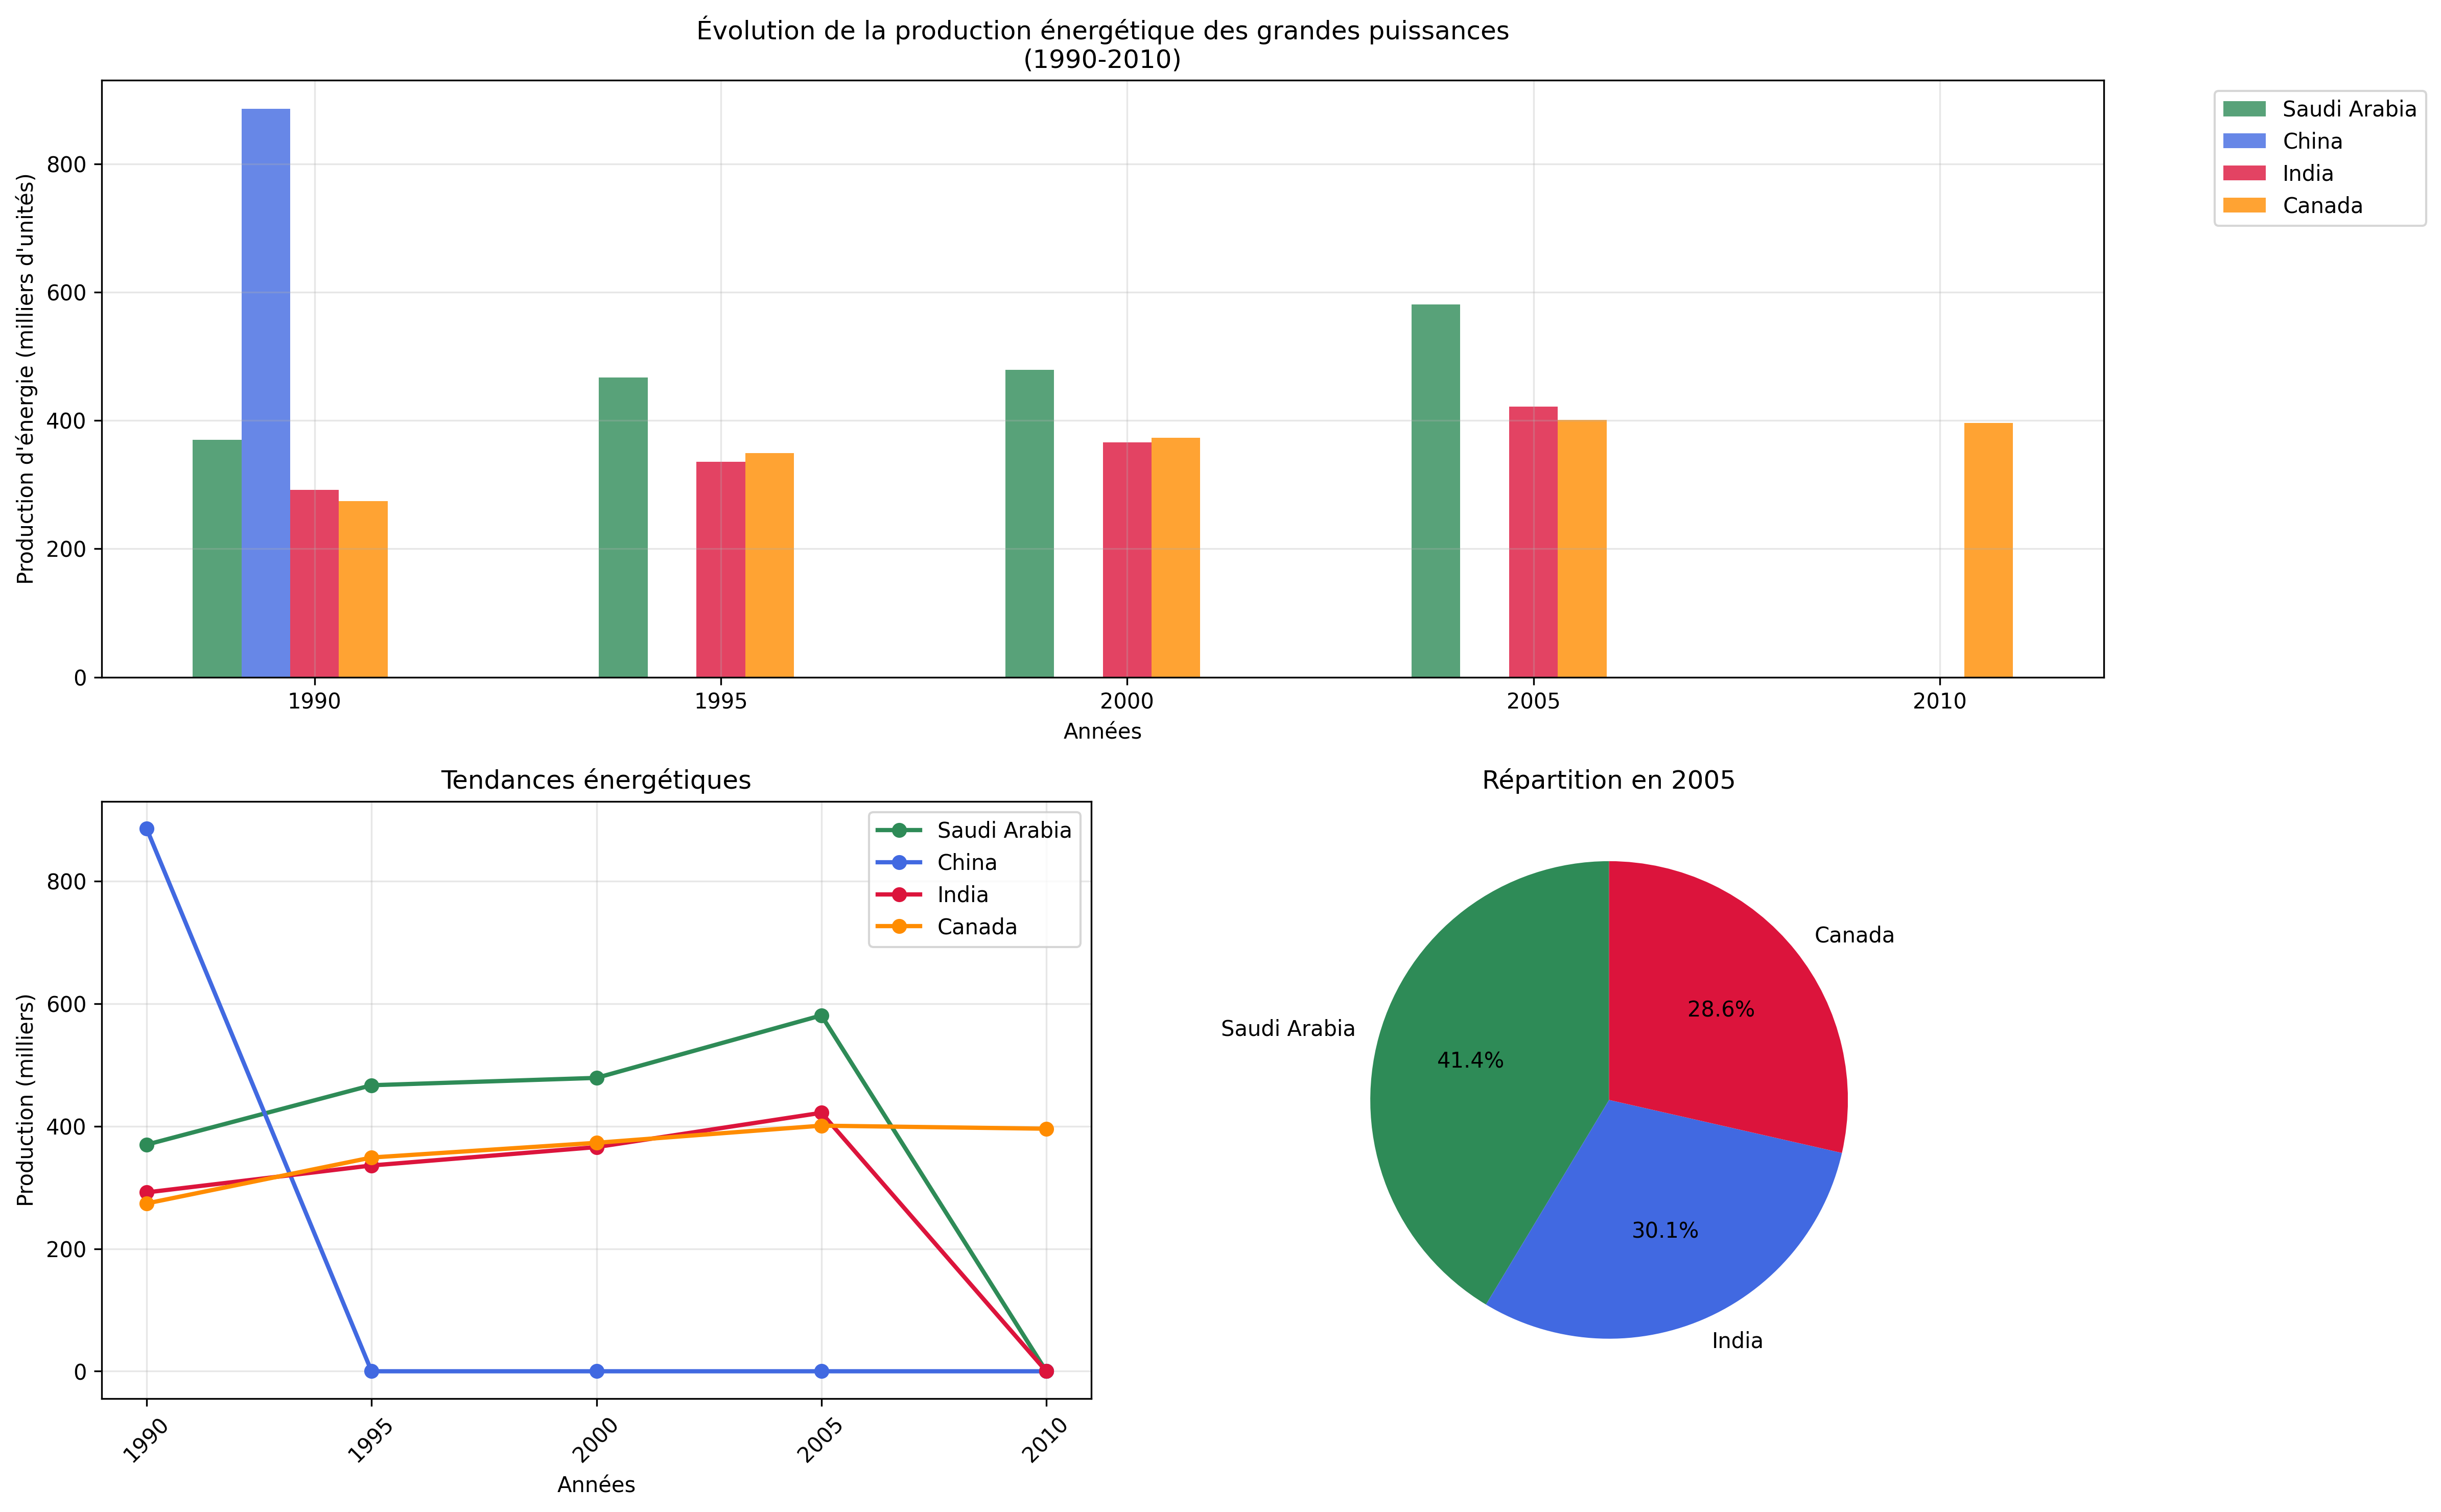 Évolution de la production énergétique des grandes puissances
(1990-2010)
Production d'énergie (milliers d'unités)
800
600
400
200
0
1990
1995
2000
2005
2010
Années
Saudi Arabia
China
India
Canada
Tendances énergétiques
Production (milliers)
800
600
400
200
0
1990
1995
2000
2005
2010
Années
Saudi Arabia
China
India
Canada
Répartition en 2005
Canada
28.6%
Saudi Arabia
41.4%
30.1%
India